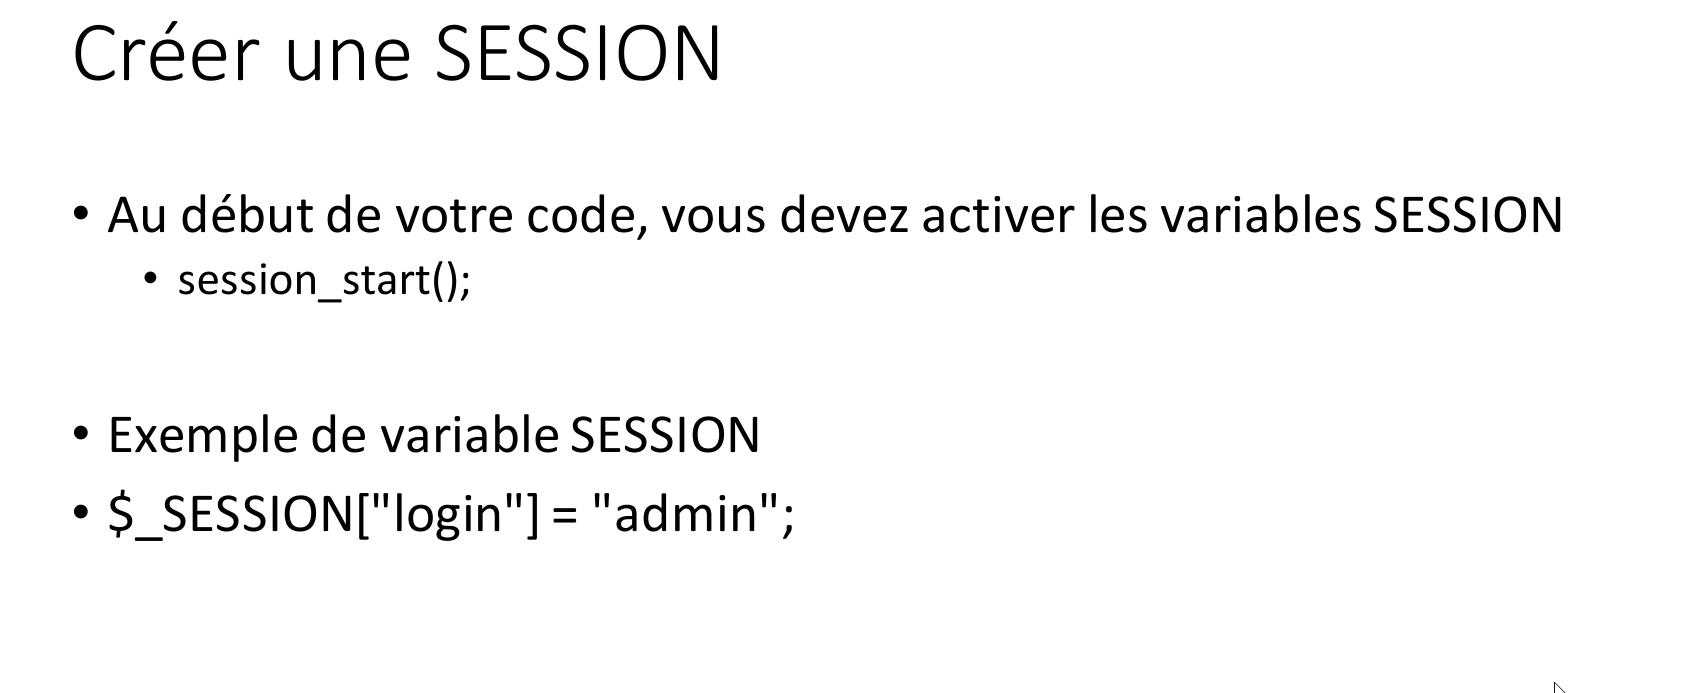 Créer une SESSION
• Au début de votre code, vous devez activer les variables SESSION
• session_start();
• Exemple de variable SESSION
• $_SESSION["login"] = "admin";